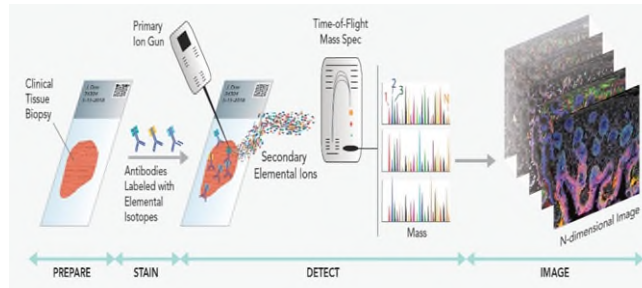 Primary
Ion Gun
Time-of-Flight
Mass Spec
Clinical
Tissue
Biopsy
Antibodies
Labeled with
Elemental
Isotopes
Secondary
Elemental Ions
1
2
3
N
Mass
N-dimensional Image
PREPARE
STAIN
DETECT
IMAGE